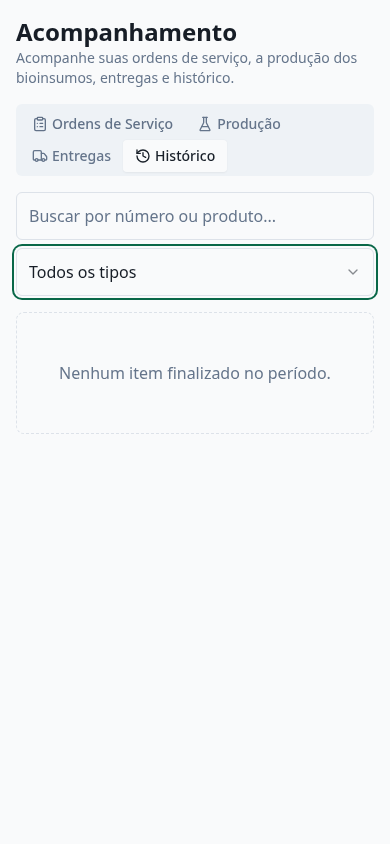 Acompanhamento
Acompanhe suas ordens de serviço, a produção dos
bioinsumos, entregas e histórico.
Ordens de Serviço
Produção
Entregas
Histórico
Buscar por número ou produto...
Todos os tipos
Nenhum item finalizado no período.